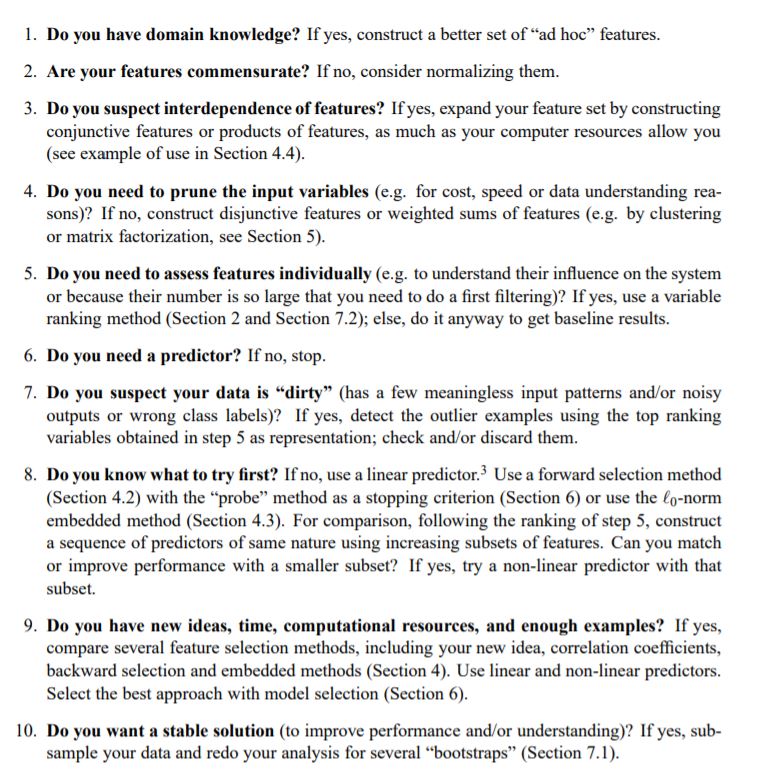 1. Do you have domain knowledge? If yes, construct a better set of “ad hoc” features.
2. Are your features commensurate? If no, consider normalizing them.
3. Do you suspect interdependence of features? If yes, expand your feature set by constructing
conjunctive features or products of features, as much as your computer resources allow you
(see example of use in Section 4.4).
4. Do you need to prune the input variables (e.g. for cost, speed or data understanding rea-
sons)? If no, construct disjunctive features or weighted sums of features (e.g. by clustering
or matrix factorization, see Section 5).
5. Do you need to assess features individually (e.g. to understand their influence on the system
or because their number is so large that you need to do a first filtering)? If yes, use a variable
ranking method (Section 2 and Section 7.2); else, do it anyway to get baseline results.
6. Do you need a predictor? If no, stop.
7. Do you suspect your data is “dirty” (has a few meaningless input patterns and/or noisy
outputs or wrong class labels)? If yes, detect the outlier examples using the top ranking
variables obtained in step 5 as representation; check and/or discard them.
8. Do you know what to try first? If no, use a linear predictor.³ Use a forward selection method
(Section 4.2) with the “probe” method as a stopping criterion (Section 6) or use the ℓ₀-norm
embedded method (Section 4.3). For comparison, following the ranking of step 5, construct
a sequence of predictors of same nature using increasing subsets of features. Can you match
or improve performance with a smaller subset? If yes, try a non-linear predictor with that
subset.
9. Do you have new ideas, time, computational resources, and enough examples? If yes,
compare several feature selection methods, including your new idea, correlation coefficients,
backward selection and embedded methods (Section 4). Use linear and non-linear predictors.
Select the best approach with model selection (Section 6).
10. Do you want a stable solution (to improve performance and/or understanding)? If yes, sub-
sample your data and redo your analysis for several “bootstraps” (Section 7.1).